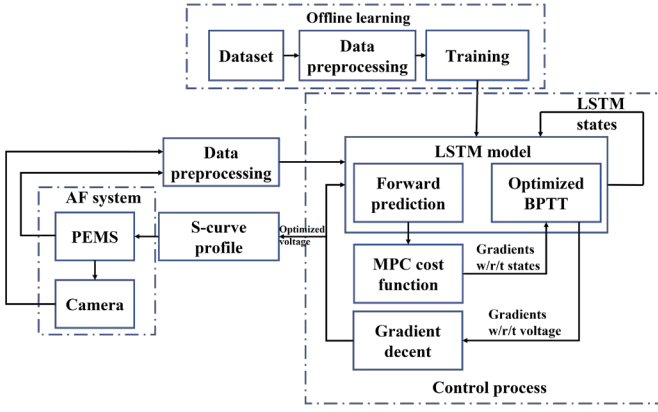 Offline learning
Dataset
Data
preprocessing
Training
LSTM
states
Data
preprocessing
LSTM model
Forward
prediction
Optimized
BPTT
AF system
PEMS
S-curve
profile
Optimized
voltage
MPC cost
function
Gradients
w/r/t states
Camera
Gradient
decent
Gradients
w/r/t voltage
Control process